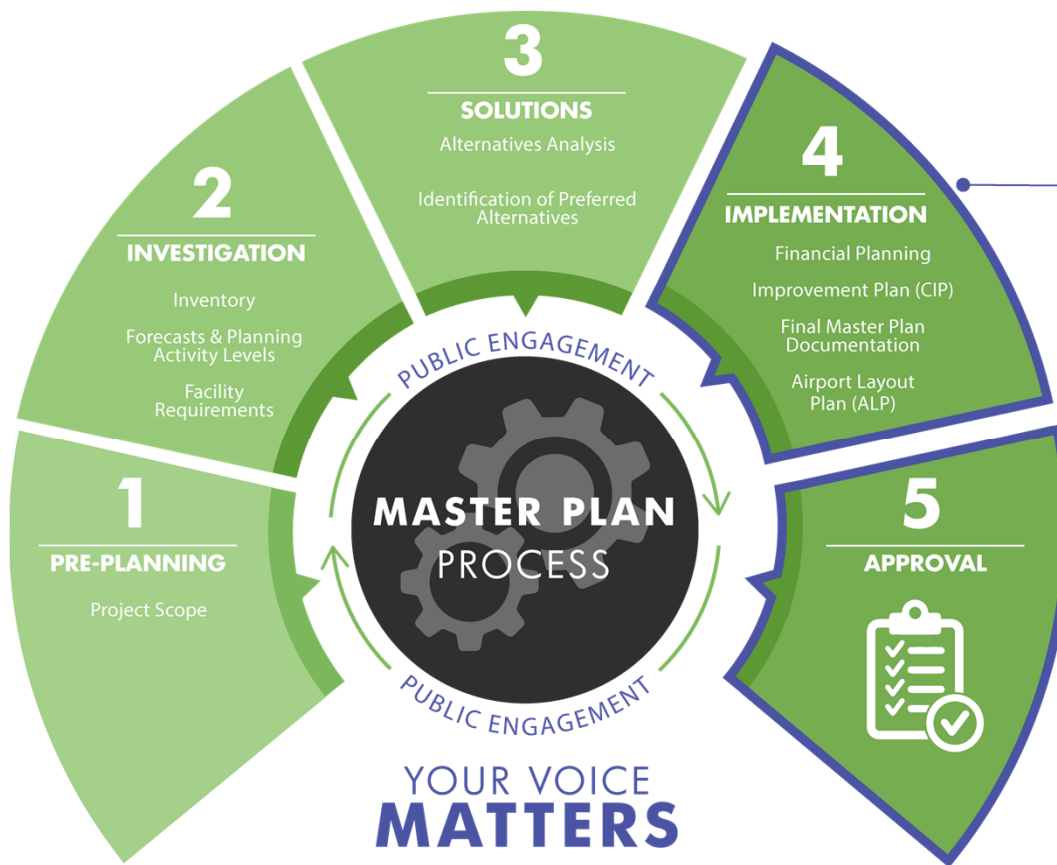 1
PRE-PLANNING
Project Scope
2
INVESTIGATION
Inventory
Forecasts & Planning
Activity Levels
Facility
Requirements
3
SOLUTIONS
Alternatives Analysis
Identification of Preferred
Alternatives
4
IMPLEMENTATION
Financial Planning
Improvement Plan (CIP)
Final Master Plan
Documentation
Airport Layout
Plan (ALP)
5
APPROVAL
PUBLIC ENGAGEMENT
MASTER PLAN
PROCESS
PUBLIC ENGAGEMENT
YOUR VOICE
MATTERS